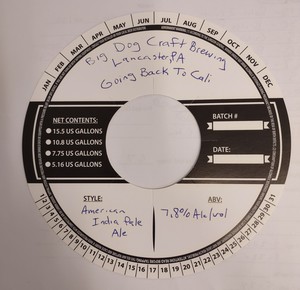 JAN FEB MAR APR MAY JUN JUL AUG SEP OCT NOV DEC
Big Dog Craft Brewing
Lancaster, PA
Going Back To Cali
NET CONTENTS:
15.5 US GALLONS
10.8 US GALLONS
7.75 US GALLONS
5.16 US GALLONS
BATCH #
DATE:
STYLE:
American
India Pale
Ale
ABV:
7.8% Alc/vol
1 2 3 4 5 6 7 8 9 10 11 12 13 14 15 16 17 18 19 20 21 22 23 24 25 26 27 28 29 30 31